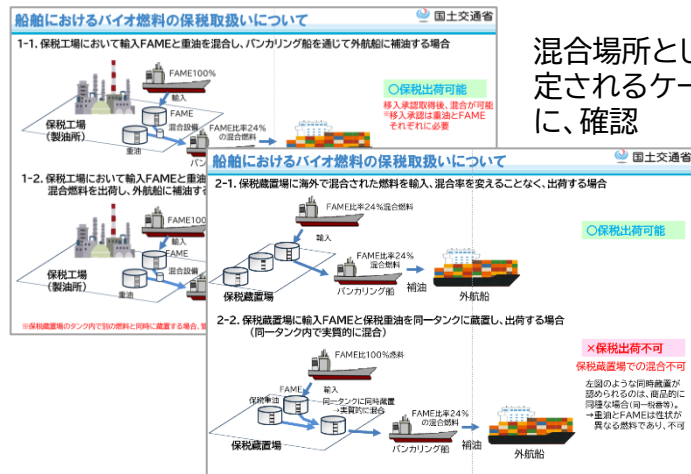 船舶におけるバイオ燃料の保税取扱いについて
国土交通省
1-1. 保税工場において輸入FAMEと重油を混合し、バンカリング船を通じて外航船に補油する場合
FAME100%
輸入
FAME
混合設備
重油
保税工場
(製油所)
FAME比率24%
の混合燃料
〇保税出荷可能
移入承認取得後、混合が可能
※移入承認は重油とFAME
それぞれに必要
混合場所とし
定されるケー
に、確認
1-2. 保税工場において輸入FAMEと重油
混合燃料を出荷し、外航船に補油す
FAME100
輸入
FAME
混合設備
重油
保税工場
(製油所)
※保税蔵置場のタンク内で別の燃料と同時に蔵置する場合、
船舶におけるバイオ燃料の保税取扱いについて
国土交通省
2-1. 保税蔵置場に海外で混合された燃料を輸入、混合率を変えることなく、出荷する場合
FAME比率24%混合燃料
輸入
FAME比率24%
混合燃料
保税蔵置場
バンカリング船
補油
外航船
〇保税出荷可能
2-2. 保税蔵置場に輸入FAMEと保税重油を同一タンクに蔵置し、出荷する場合
(同一タンク内で実質的に混合)
FAME比100%燃料
輸入
FAME
保税重油
同一タンクに同時蔵置
→実質的に混合
FAME比率24%
の混合燃料
保税蔵置場
バンカリング船
補油
外航船
×保税出荷不可
保税蔵置場での混合不可
左図のような同時蔵置が
認められるのは、商品的に
同種な場合(同一税番等)。
→重油とFAMEは性状が
異なる燃料であり、不可